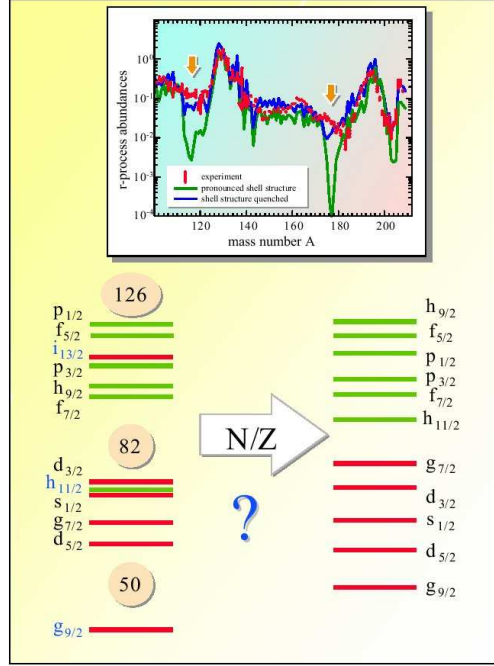 r-process abundances
10⁰
10⁻¹
10⁻²
10⁻³
10⁻⁴
experiment
pronounced shell structure
shell structure quenched
120 140 160 180 200
mass number A
126
p1/2
f5/2
i13/2
p3/2
h9/2
f7/2
82
d3/2
h11/2
s1/2
g7/2
d5/2
50
g9/2
N/Z
?
h9/2
f5/2
p1/2
p3/2
f7/2
h11/2
g7/2
d3/2
s1/2
d5/2
g9/2